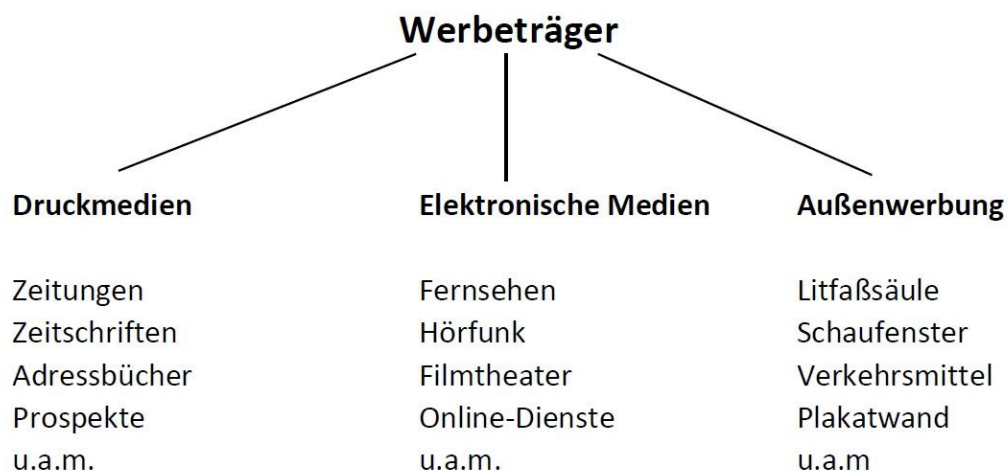 Werbeträger
Druckmedien
Zeitungen
Zeitschriften
Adressbücher
Prospekte
u.a.m.
Elektronische Medien
Fernsehen
Hörfunk
Filmtheater
Online-Dienste
u.a.m.
Außenwerbung
Litfaßsäule
Schaufenster
Verkehrsmittel
Plakatwand
u.a.m